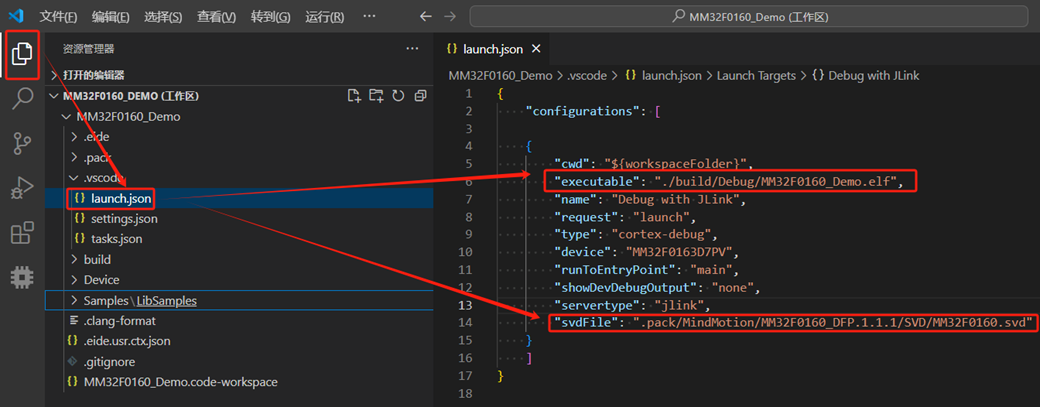 文件(F) 编辑(E) 选择(S) 查看(V) 转到(G) 运行(R) ··· MM32F0160_Demo (工作区)
资源管理器 ···
打开的编辑器
MM32F0160_DEMO (工作区)
MM32F0160_Demo
.eide
.pack
.vscode
{} launch.json
{} settings.json
{} tasks.json
build
Device
Samples\LibSamples
.clang-format
{} .eide.usr.ctx.json
.gitignore
{} MM32F0160_Demo.code-workspace
{} launch.json ×
MM32F0160_Demo > .vscode > {} launch.json > Launch Targets > {} Debug with JLink
1 {
2 "configurations": [
3
4 {
5 "cwd": "${workspaceFolder}",
6 "executable": "./build/Debug/MM32F0160_Demo.elf",
7 "name": "Debug with JLink",
8 "request": "launch",
9 "type": "cortex-debug",
10 "device": "MM32F0163D7PV",
11 "runToEntryPoint": "main",
12 "showDevDebugOutput": "none",
13 "servertype": "jlink",
14 "svdFile": ".pack/MindMotion/MM32F0160_DFP.1.1.1/SVD/MM32F0160.svd"
15 }
16 ]
17 }
18